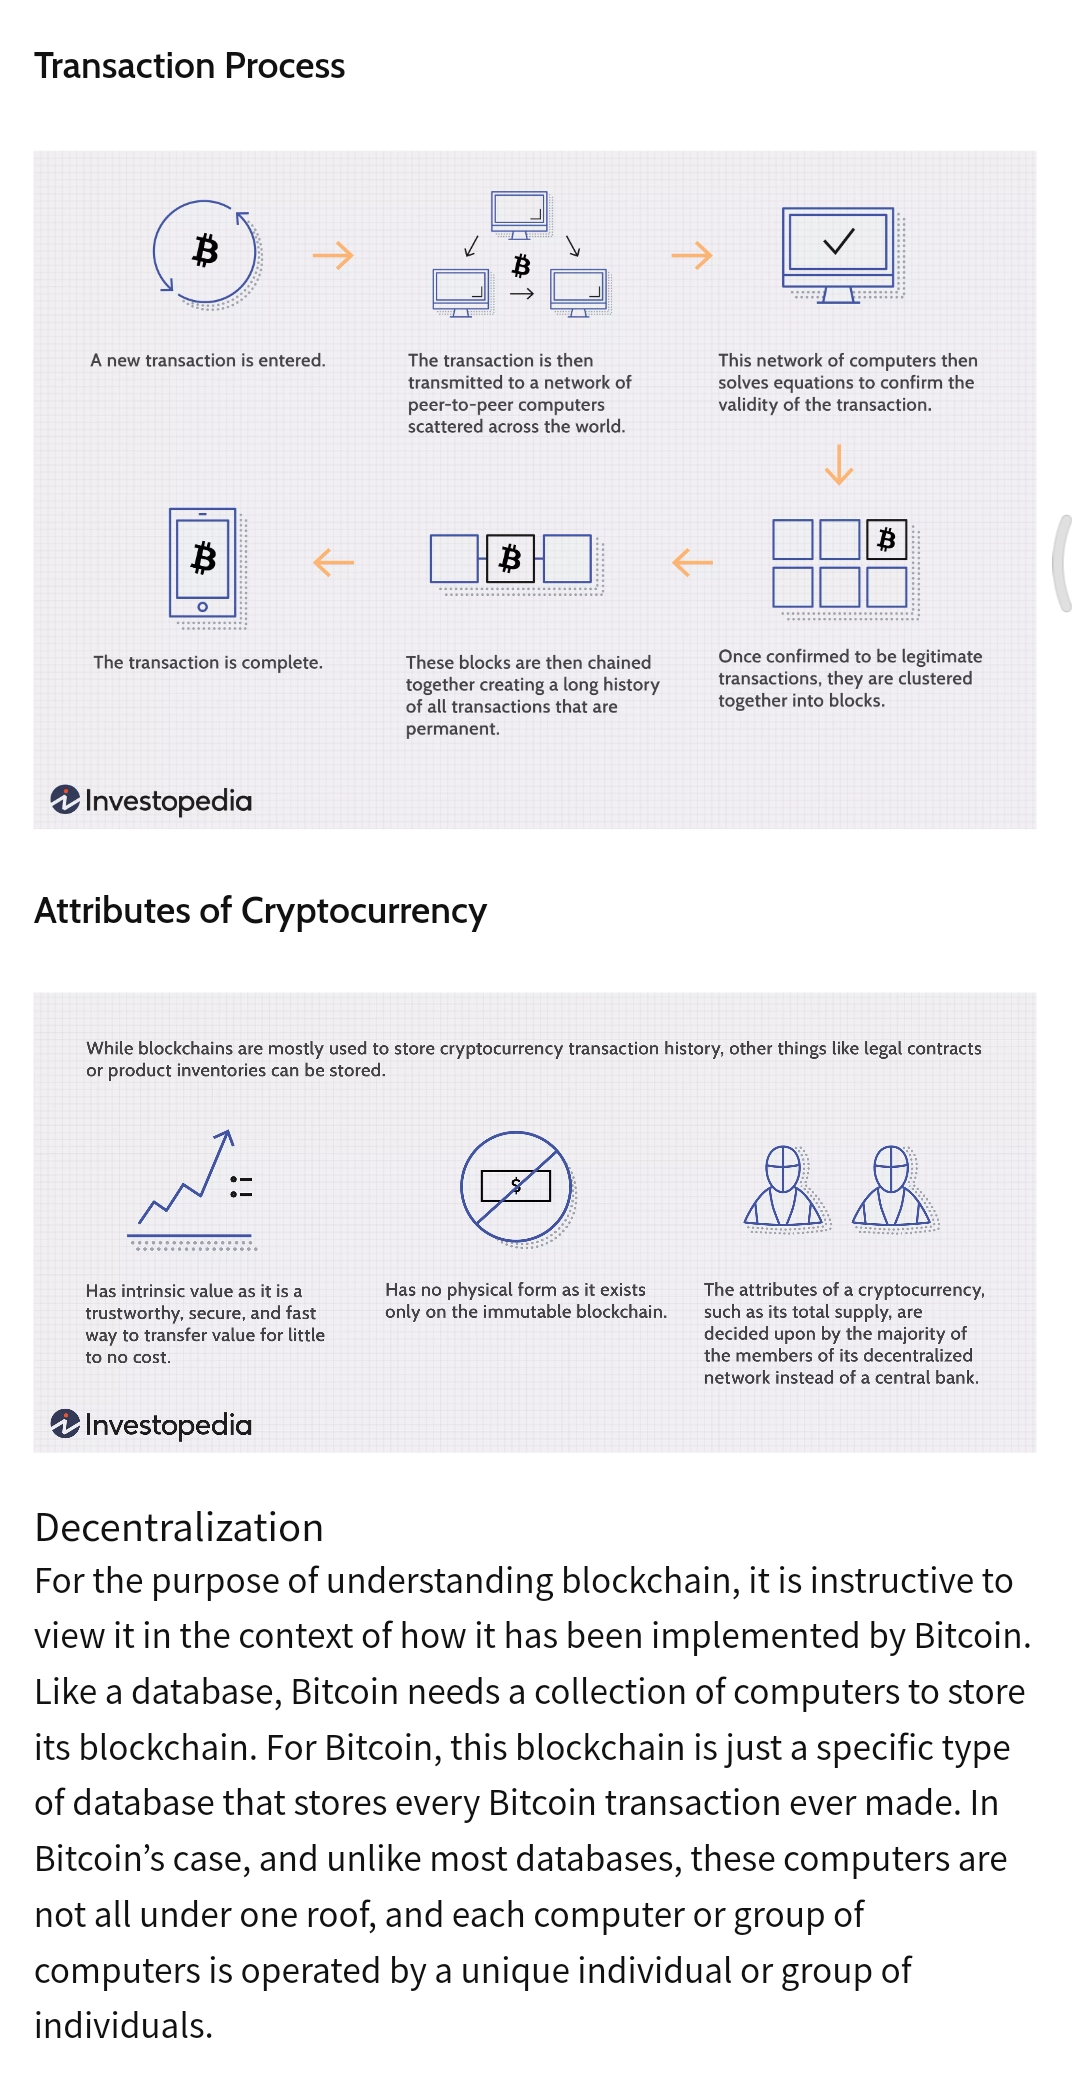 Transaction Process
A new transaction is entered.
The transaction is then
transmitted to a network of
peer-to-peer computers
scattered across the world.
This network of computers then
solves equations to confirm the
validity of the transaction.
Once confirmed to be legitimate
transactions, they are clustered
together into blocks.
These blocks are then chained
together creating a long history
of all transactions that are
permanent.
The transaction is complete.
Investopedia
Attributes of Cryptocurrency
While blockchains are mostly used to store cryptocurrency transaction history, other things like legal contracts
or product inventories can be stored.
$
Has intrinsic value as it is a
trustworthy, secure, and fast
way to transfer value for little
to no cost.
Has no physical form as it exists
only on the immutable blockchain.
The attributes of a cryptocurrency,
such as its total supply, are
decided upon by the majority of
the members of its decentralized
network instead of a central bank.
Investopedia
Decentralization
For the purpose of understanding blockchain, it is instructive to
view it in the context of how it has been implemented by Bitcoin.
Like a database, Bitcoin needs a collection of computers to store
its blockchain. For Bitcoin, this blockchain is just a specific type
of database that stores every Bitcoin transaction ever made. In
Bitcoin’s case, and unlike most databases, these computers are
not all under one roof, and each computer or group of
computers is operated by a unique individual or group of
individuals.